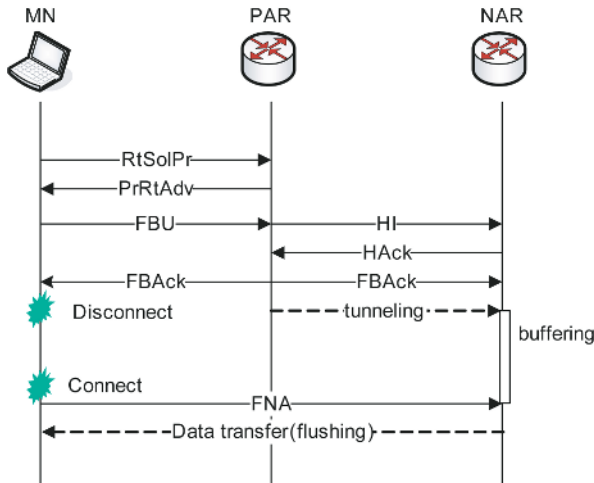 MN PAR NAR
RtSolPr
PrRtAdv
FBU HI
HAck
FBAck FBAck
Disconnect tunneling
buffering
Connect
FNA
Data transfer(flushing)